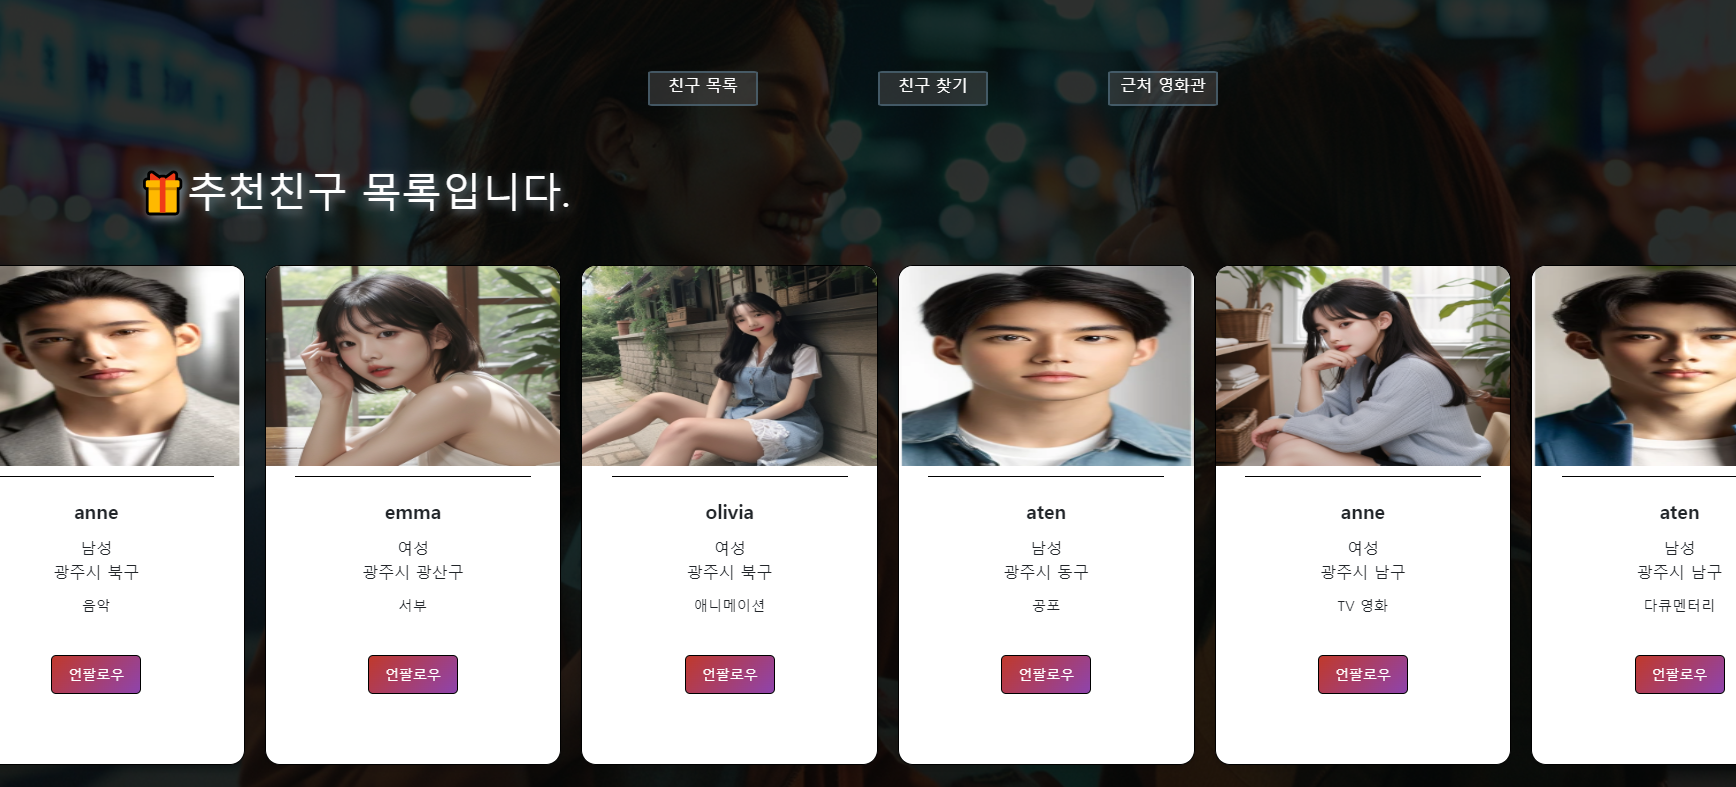 친구 목록
친구 찾기
근처 영화관
추천친구 목록입니다.
anne
남성
광주시 북구
음악
언팔로우
emma
여성
광주시 광산구
서부
언팔로우
olivia
여성
광주시 북구
애니메이션
언팔로우
aten
남성
광주시 동구
공포
언팔로우
anne
여성
광주시 남구
TV 영화
언팔로우
aten
남성
광주시 남구
다큐멘터리
언팔로우